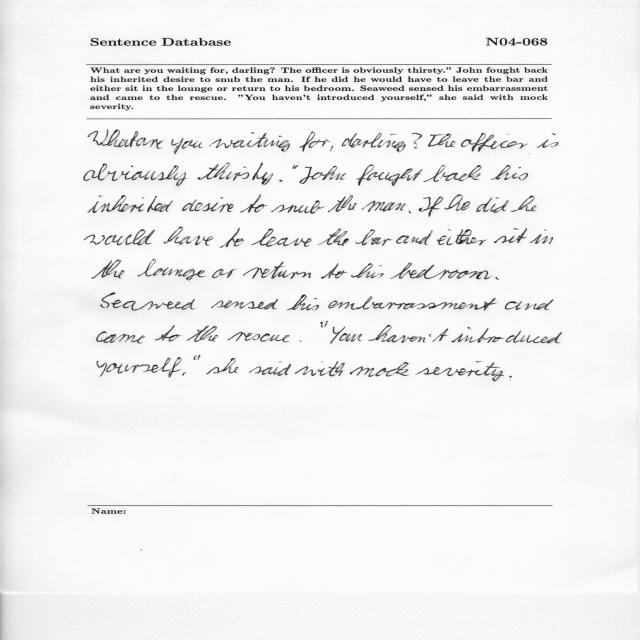 Sentence Database N04-068
What are you waiting for, darling? The officer is obviously thirsty." John fought back
his inherited desire to snub the man. If he did he would have to leave the bar and
either sit in the lounge or return to his bedroom. Seaweed sensed his embarrassment
and came to the rescue. "You haven't introduced yourself," she said with mock
severity.
What are you waiting for, darling? The officer is
obviously thirsty." John fought back his
inherited desire to snub the man. If he did he
would have to leave the bar and either sit in
the lounge or return to his bed room.
Seaweed sensed his embarrassment and
came to the rescue. "You haven't introduced
yourself," she said with mock severity.
Name: